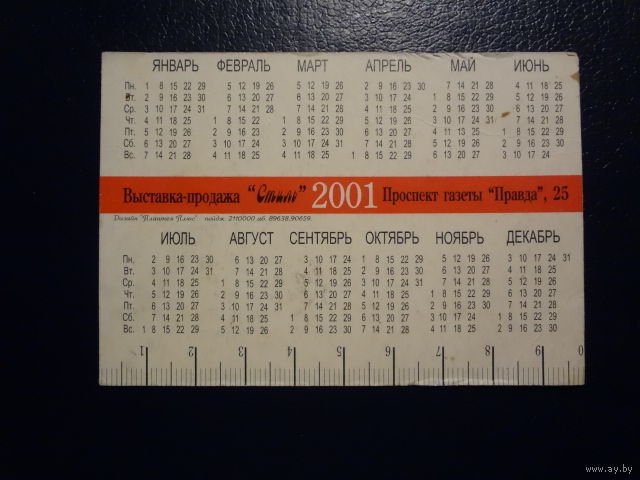 ЯНВАРЬ ФЕВРАЛЬ МАРТ АПРЕЛЬ МАЙ ИЮНЬ
Пн. 1 8 15 22 29 5 12 19 26 5 12 19 26 2 9 16 23 30 7 14 21 28 4 11 18 25
Вт. 2 9 16 23 30 6 13 20 27 6 13 20 27 3 10 17 24 1 8 15 22 29 5 12 19 26
Ср. 3 10 17 24 31 7 14 21 28 7 14 21 28 4 11 18 25 2 9 16 23 30 6 13 20 27
Чт. 4 11 18 25 1 8 15 22 1 8 15 22 29 5 12 19 26 3 10 17 24 31 7 14 21 28
Пт. 5 12 19 26 2 9 16 23 2 9 16 23 30 6 13 20 27 4 11 18 25 1 8 15 22 29
Сб. 6 13 20 27 3 10 17 24 3 10 17 24 31 7 14 21 28 5 12 19 26 2 9 16 23 30
Вс. 7 14 21 28 4 11 18 25 4 11 18 25 1 8 15 22 29 6 13 20 27 3 10 17 24
Выставка-продажа "Стиль" 2001 Проспект газеты "Правда", 25
Дизайн "Планета Плюс". пейдж. 2110000 аб. 89638,90659.
ИЮЛЬ АВГУСТ СЕНТЯБРЬ ОКТЯБРЬ НОЯБРЬ ДЕКАБРЬ
Пн. 2 9 16 23 30 6 13 20 27 3 10 17 24 1 8 15 22 29 5 12 19 26 3 10 17 24 31
Вт. 3 10 17 24 31 7 14 21 28 4 11 18 25 2 9 16 23 30 6 13 20 27 4 11 18 25
Ср. 4 11 18 25 1 8 15 22 29 5 12 19 26 3 10 17 24 31 7 14 21 28 5 12 19 26
Чт. 5 12 19 26 2 9 16 23 30 6 13 20 27 4 11 18 25 1 8 15 22 29 6 13 20 27
Пт. 6 13 20 27 3 10 17 24 31 7 14 21 28 5 12 19 26 2 9 16 23 30 7 14 21 28
Сб. 7 14 21 28 4 11 18 25 1 8 15 22 29 6 13 20 27 3 10 17 24 1 8 15 22 29
Вс. 1 8 15 22 29 5 12 19 26 2 9 16 23 30 7 14 21 28 4 11 18 25 2 9 16 23 30
1 2 3 4 5 6 7 8 9 0
www.ay.by